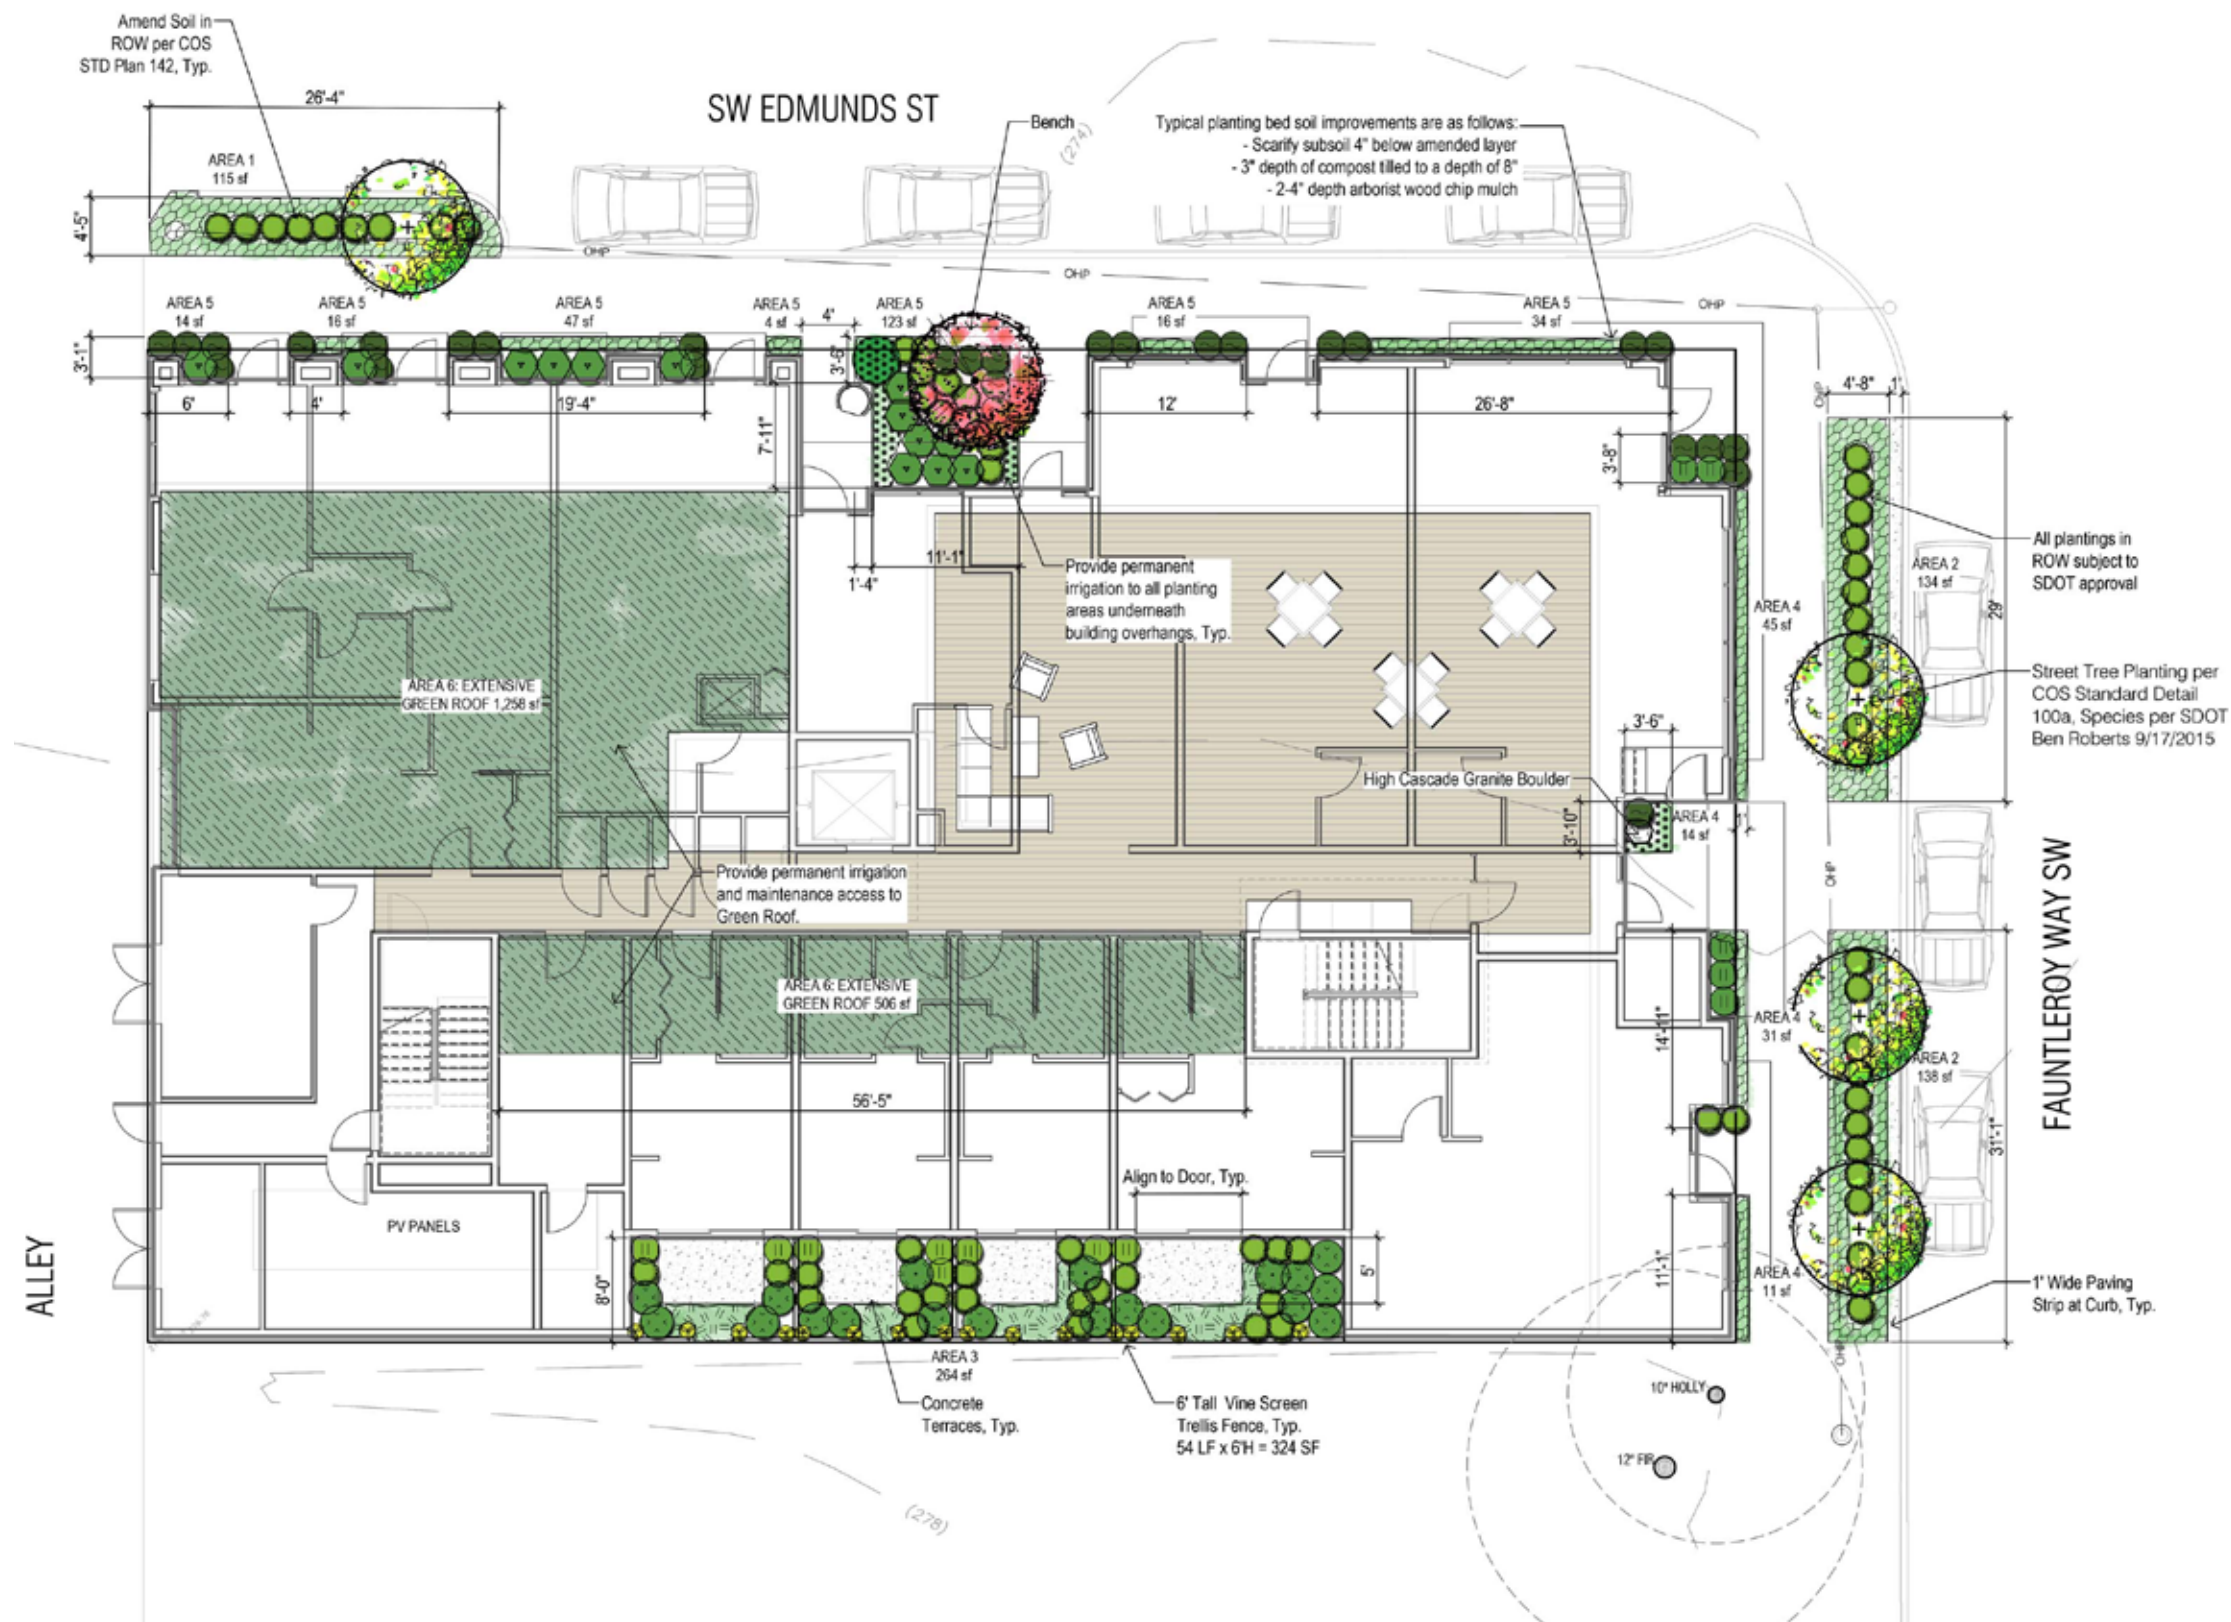 Amend Soil in
ROW per COS
STD Plan 142, Typ.
26'-4"
SW EDMUNDS ST
Bench
(274)
Typical planting bed soil improvements are as follows:
- Scarify subsoil 4" below amended layer
- 3" depth of compost tilled to a depth of 8"
- 2-4" depth arborist wood chip mulch
AREA 1
115 sf
4'-5"
OHP
OHP
OHP
AREA 5
14 sf
AREA 5
16 sf
AREA 5
47 sf
AREA 5
4 sf
4'
AREA 5
123 sf
AREA 5
16 sf
AREA 5
34 sf
3'-1"
3'-6"
6'
4'
19'-4"
7'-11"
12'
26'-8"
3'-8"
OHP
4'-8"
1'
All plantings in
ROW subject to
SDOT approval
AREA 2
134 sf
29'
11'-1"
1'-4"
Provide permanent
irrigation to all planting
areas underneath
building overhangs, Typ.
AREA 4
45 sf
AREA 6: EXTENSIVE
GREEN ROOF 1,258 sf
Street Tree Planting per
COS Standard Detail
100a, Species per SDOT
Ben Roberts 9/17/2015
3'-6"
High Cascade Granite Boulder
3'-10"
AREA 4
14 sf
1'
Provide permanent irrigation
and maintenance access to
Green Roof.
OHP
FAUNTLEROY WAY SW
AREA 6: EXTENSIVE
GREEN ROOF 506 sf
14'-11"
AREA 4
31 sf
AREA 2
138 sf
31'-1"
56'-5"
Align to Door, Typ.
PV PANELS
ALLEY
8'-0"
5'
11'-1"
AREA 4
11 sf
1' Wide Paving
Strip at Curb, Typ.
OHP
AREA 3
264 sf
Concrete
Terraces, Typ.
6' Tall Vine Screen
Trellis Fence, Typ.
54 LF x 6'H = 324 SF
10" HOLLY
12" FIR
(278)